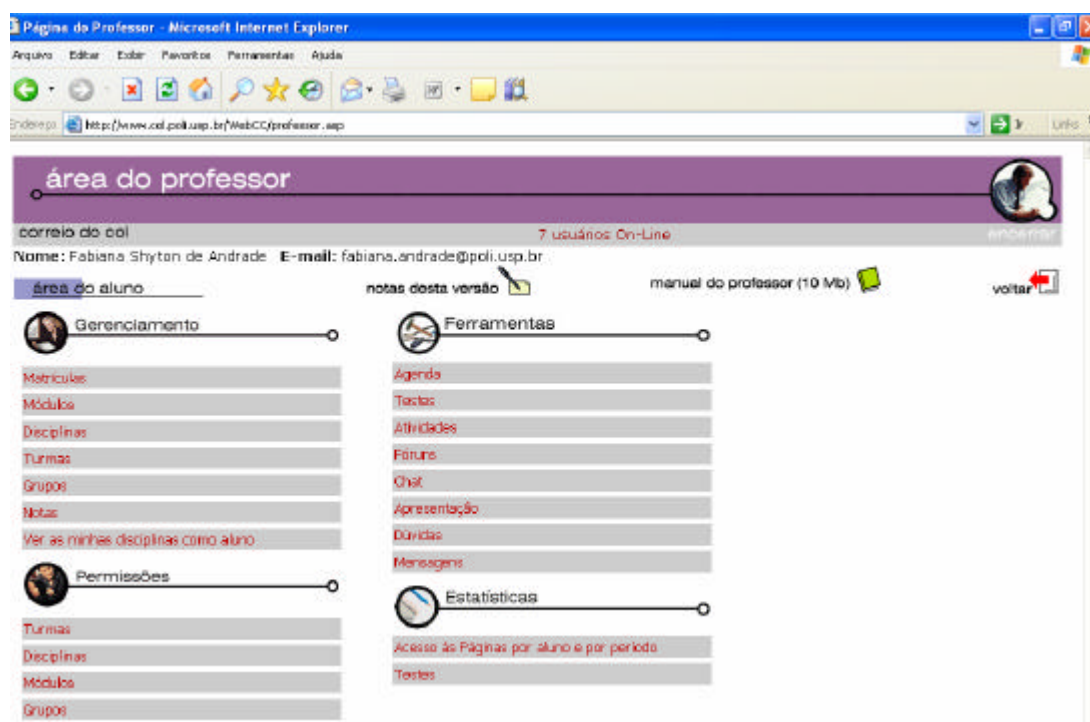 Página do Professor - Microsoft Internet Explorer
Arquivo Editar Exibir Favoritos Ferramentas Ajuda
Endereço http://www.col.poli.usp.br/WebCC/professor.asp Links
área do professor
correio do col 7 usuários On-Line encerrar
Nome: Fabiana Shyton de Andrade E-mail: fabiana.andrade@poli.usp.br
área do aluno notas desta versão manual do professor (10 Mb) voltar
Gerenciamento
Matrículas
Módulos
Disciplinas
Turmas
Grupos
Notas
Ver as minhas disciplinas como aluno
Permissões
Turmas
Disciplinas
Módulos
Grupos
Ferramentas
Agenda
Testes
Atividades
Fóruns
Chat
Apresentação
Dúvidas
Mensagens
Estatísticas
Acesso às Páginas por aluno e por período
Testes